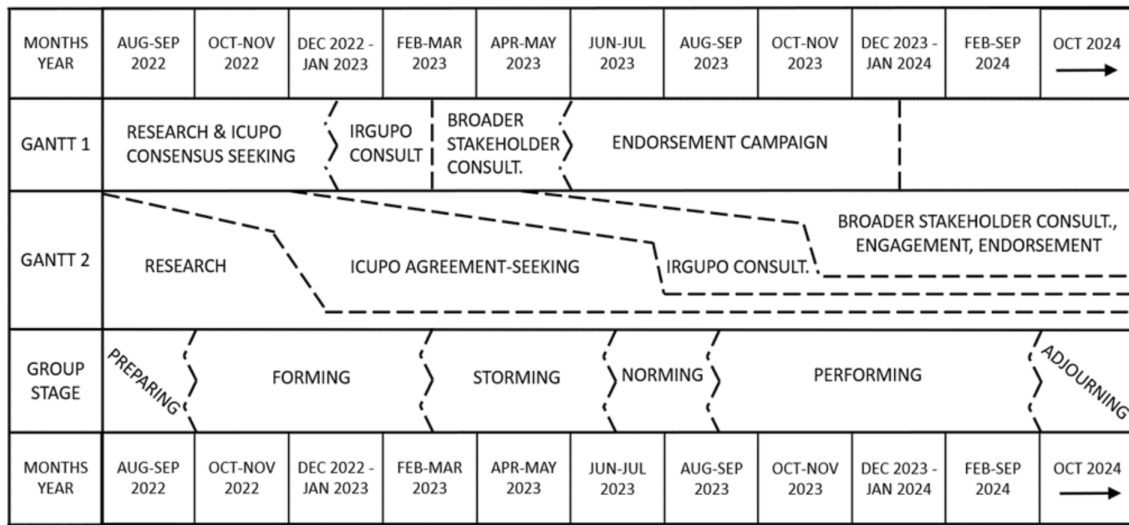 MONTHS YEAR
AUG-SEP 2022
OCT-NOV 2022
DEC 2022 - JAN 2023
FEB-MAR 2023
APR-MAY 2023
JUN-JUL 2023
AUG-SEP 2023
OCT-NOV 2023
DEC 2023 - JAN 2024
FEB-SEP 2024
OCT 2024
GANTT 1
RESEARCH & ICUPO
CONSENSUS SEEKING
IRGUPO
CONSULT
BROADER
STAKEHOLDER
CONSULT.
ENDORSEMENT CAMPAIGN
GANTT 2
RESEARCH
ICUPO AGREEMENT-SEEKING
IRGUPO CONSULT.
BROADER STAKEHOLDER CONSULT.,
ENGAGEMENT, ENDORSEMENT
GROUP
STAGE
PREPARING
FORMING
STORMING
NORMING
PERFORMING
ADJOURNING
MONTHS YEAR
AUG-SEP 2022
OCT-NOV 2022
DEC 2022 - JAN 2023
FEB-MAR 2023
APR-MAY 2023
JUN-JUL 2023
AUG-SEP 2023
OCT-NOV 2023
DEC 2023 - JAN 2024
FEB-SEP 2024
OCT 2024